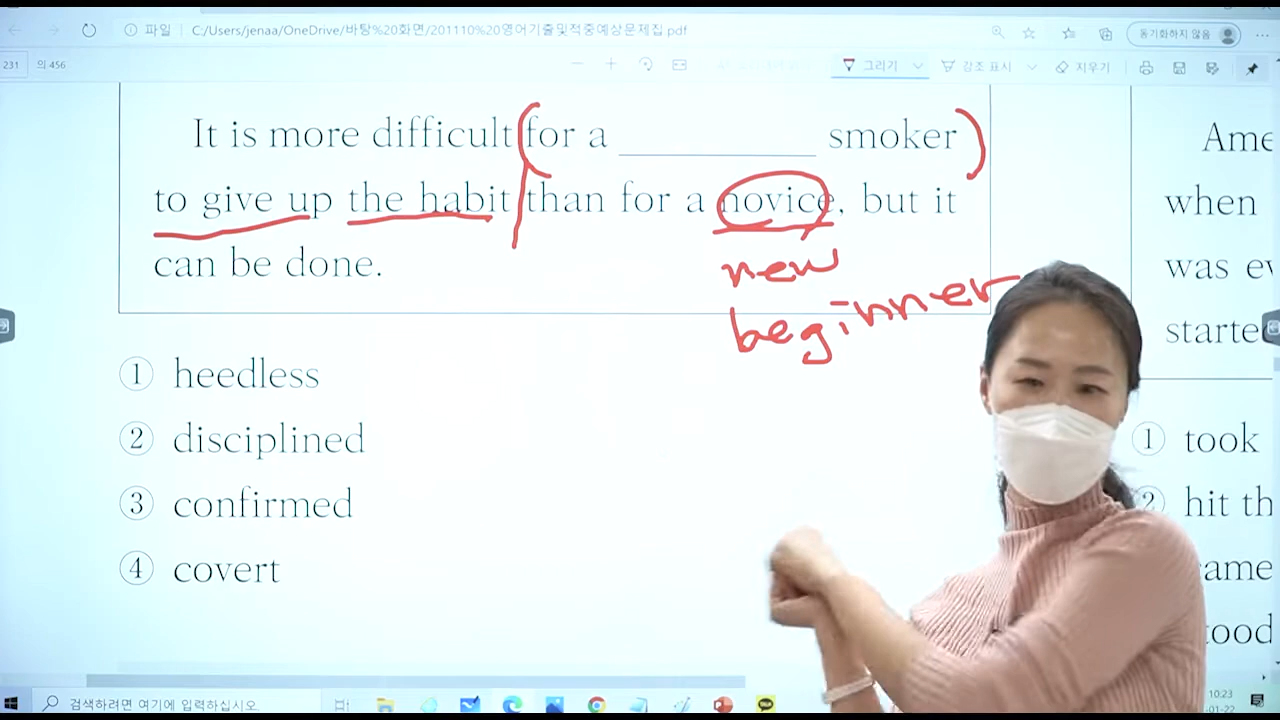 파일 C:/Users/jenaa/OneDrive/바탕%20화면/201110%20영어기출및적중예상문제집.pdf 동기화하지 않음
231 의 456 그리기 강조 표시 지우기
It is more difficult for a ____________ smoker
to give up the habit than for a novice, but it
can be done.
new
beginner
① heedless
② disciplined
③ confirmed
④ covert
Ame
when
was ev
started
① took
② hit th
came
tood
검색하려면 여기에 입력하십시오.
10:23
-01-22